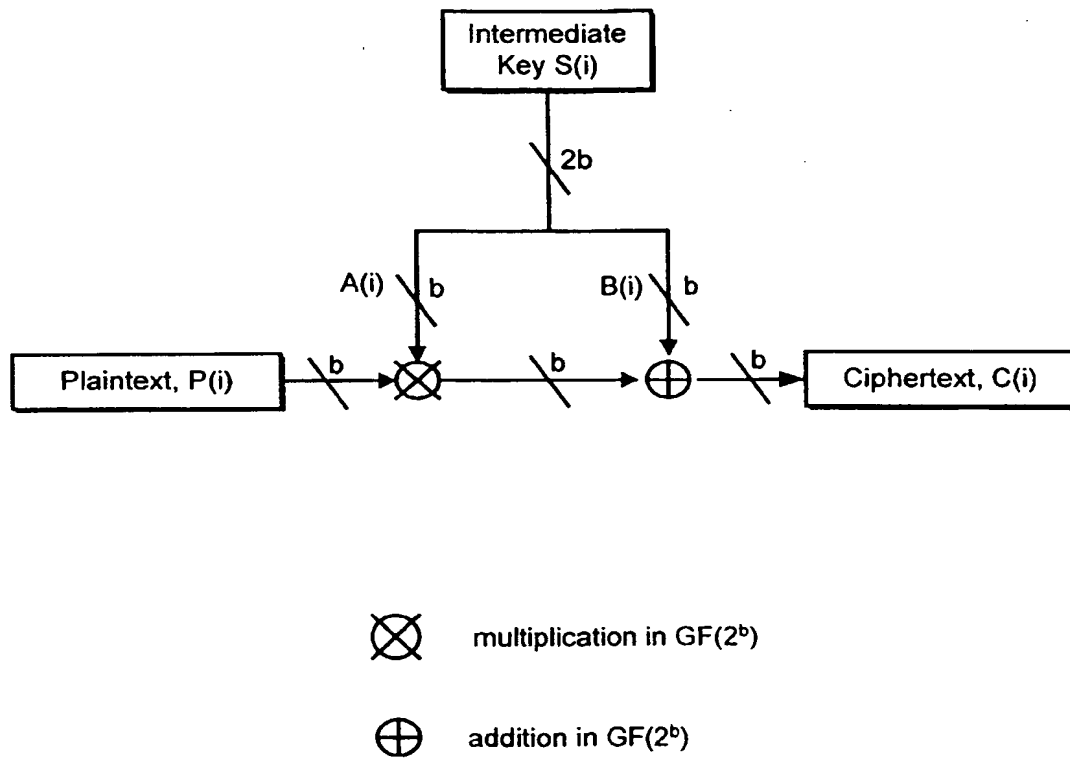 Intermediate
Key S(i)
2b
A(i)
b
B(i)
b
Plaintext, P(i)
b
b
b
Ciphertext, C(i)
multiplication in GF(2ᵇ)
addition in GF(2ᵇ)